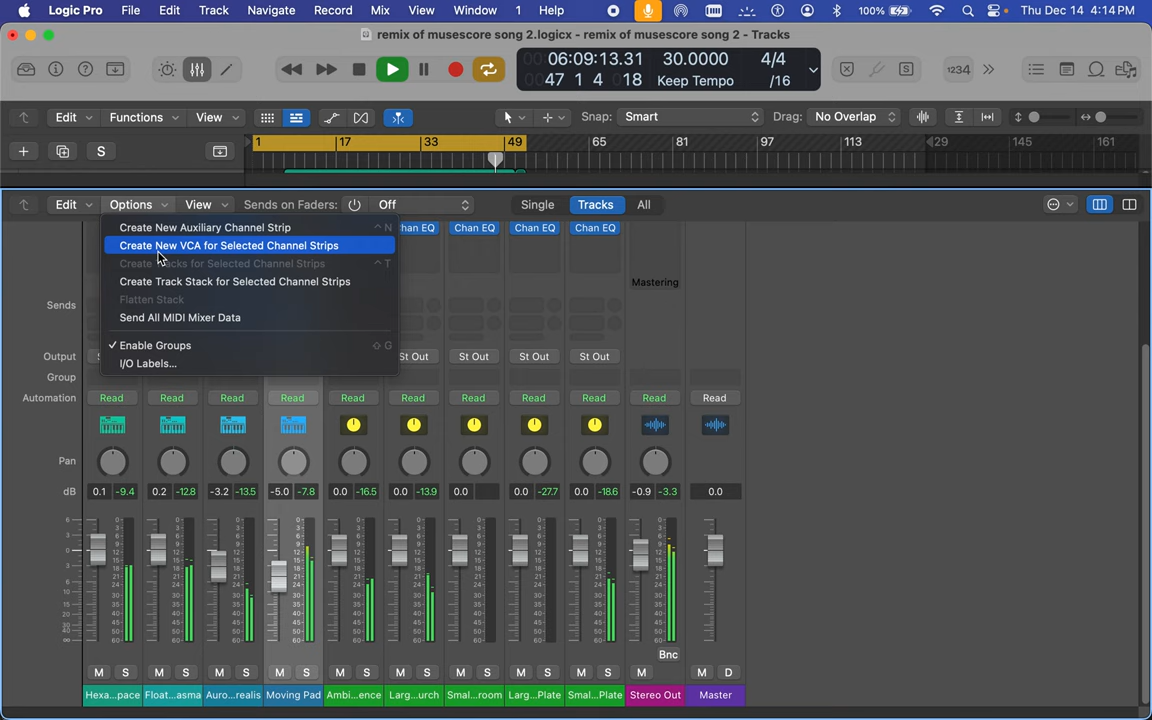 Logic Pro File Edit Track Navigate Record Mix View Window 1 Help 100% Thu Dec 14 4:14 PM
remix of musescore song 2.logicx - remix of musescore song 2 - Tracks
06:09:13.31 30.0000 4/4
47 1 4 018 Keep Tempo /16
1234
Edit Functions View Snap: Smart Drag: No Overlap
S 1 17 33 49 65 81 97 113 129 145 161
Edit Options View Sends on Faders: Off Single Tracks All
Create New Auxiliary Channel Strip ^ N
Create New VCA for Selected Channel Strips
Create Tracks for Selected Channel Strips ^ T
Create Track Stack for Selected Channel Strips
Flatten Stack
Send All MIDI Mixer Data
✓ Enable Groups ⇧ G
I/O Labels...
Chan EQ Chan EQ Chan EQ Chan EQ
Mastering
Sends
Output St Out St Out St Out St Out
Group
Automation Read Read Read Read Read Read Read Read Read Read Read
Pan
dB 0.1 -9.4 0.2 -12.8 -3.2 -13.5 -5.0 -7.8 0.0 -16.5 0.0 -13.9 0.0 0.0 -27.7 0.0 -18.6 -0.9 -3.3 0.0
Bnc
M S M S M S M S M S M S M S M S M S M M D
Hexa...pace Float...asma Auro...realis Moving Pad Ambi...ence Larg...urch Smal...room Larg...Plate Smal...Plate Stereo Out Master